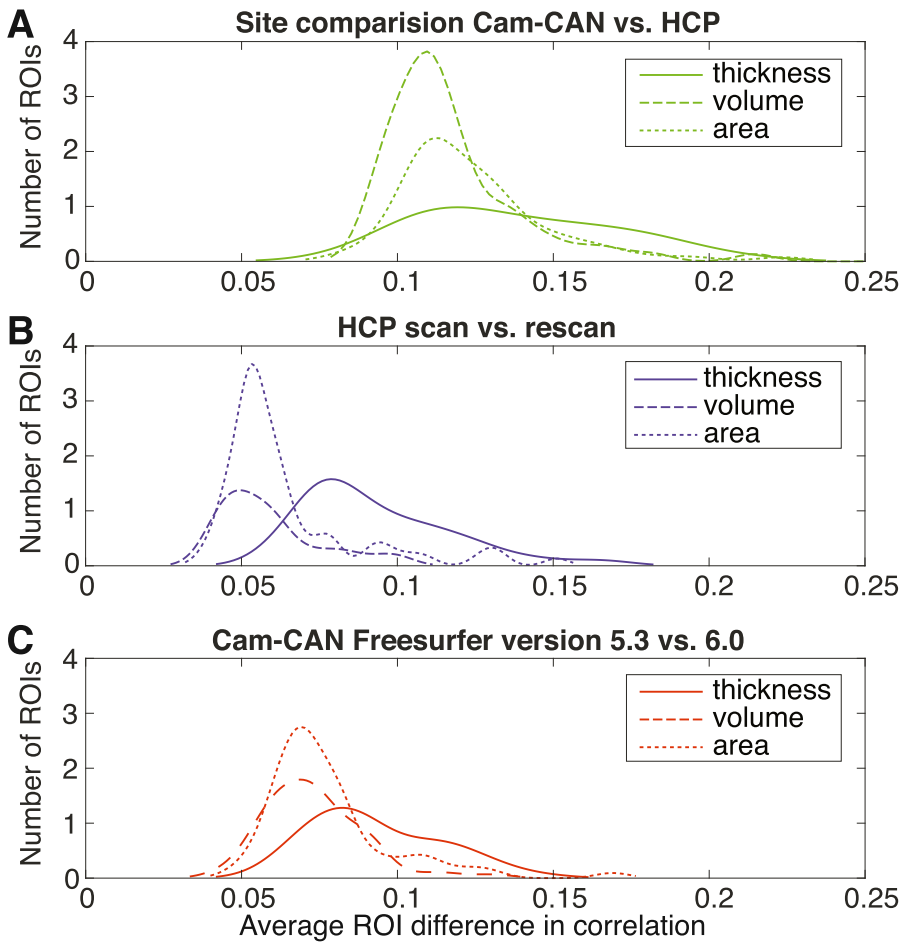 A
Site comparision Cam-CAN vs. HCP
Number of ROIs
4
3
2
1
0
thickness
volume
area
0 0.05 0.1 0.15 0.2 0.25
B
HCP scan vs. rescan
Number of ROIs
4
3
2
1
0
thickness
volume
area
0 0.05 0.1 0.15 0.2 0.25
C
Cam-CAN Freesurfer version 5.3 vs. 6.0
Number of ROIs
4
3
2
1
0
thickness
volume
area
0 0.05 0.1 0.15 0.2 0.25
Average ROI difference in correlation